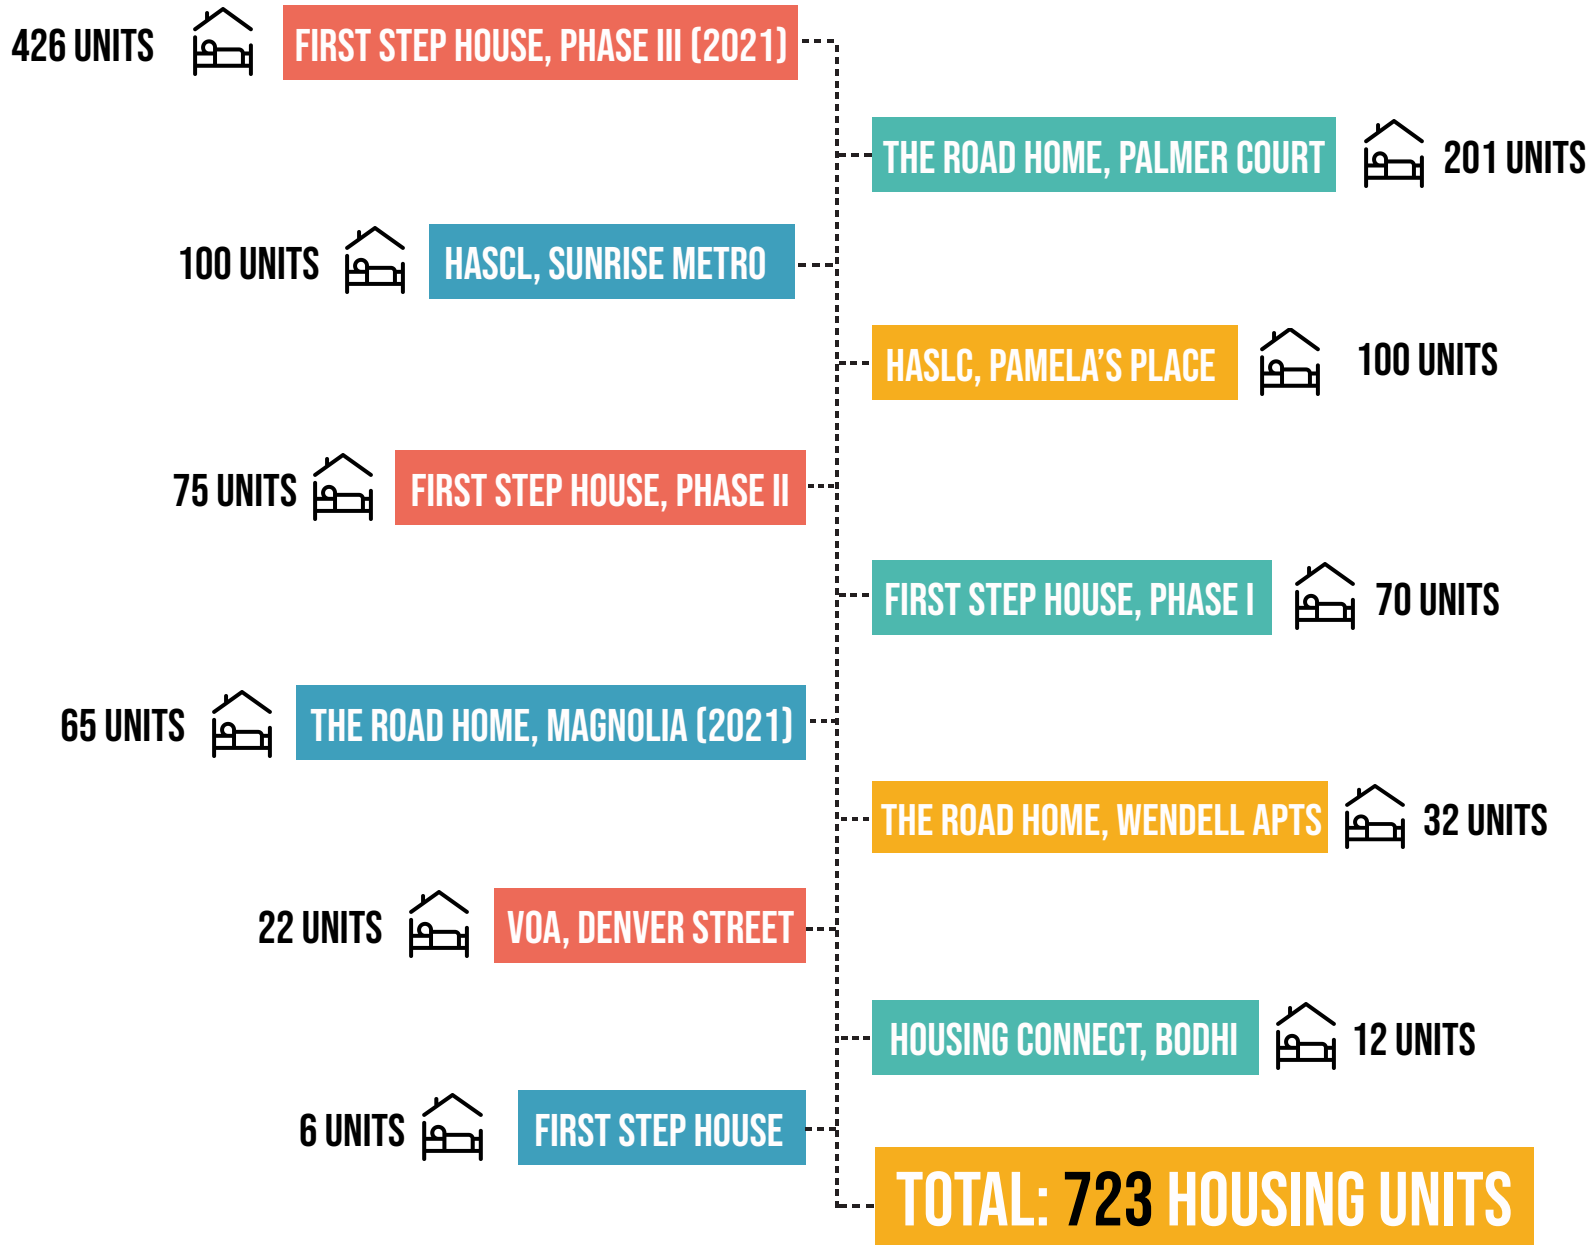 426 UNITS FIRST STEP HOUSE, PHASE III (2021)
THE ROAD HOME, PALMER COURT 201 UNITS
100 UNITS HASCL, SUNRISE METRO
HASLC, PAMELA'S PLACE 100 UNITS
75 UNITS FIRST STEP HOUSE, PHASE II
FIRST STEP HOUSE, PHASE I 70 UNITS
65 UNITS THE ROAD HOME, MAGNOLIA (2021)
THE ROAD HOME, WENDELL APTS 32 UNITS
22 UNITS VOA, DENVER STREET
HOUSING CONNECT, BODHI 12 UNITS
6 UNITS FIRST STEP HOUSE
TOTAL: 723 HOUSING UNITS